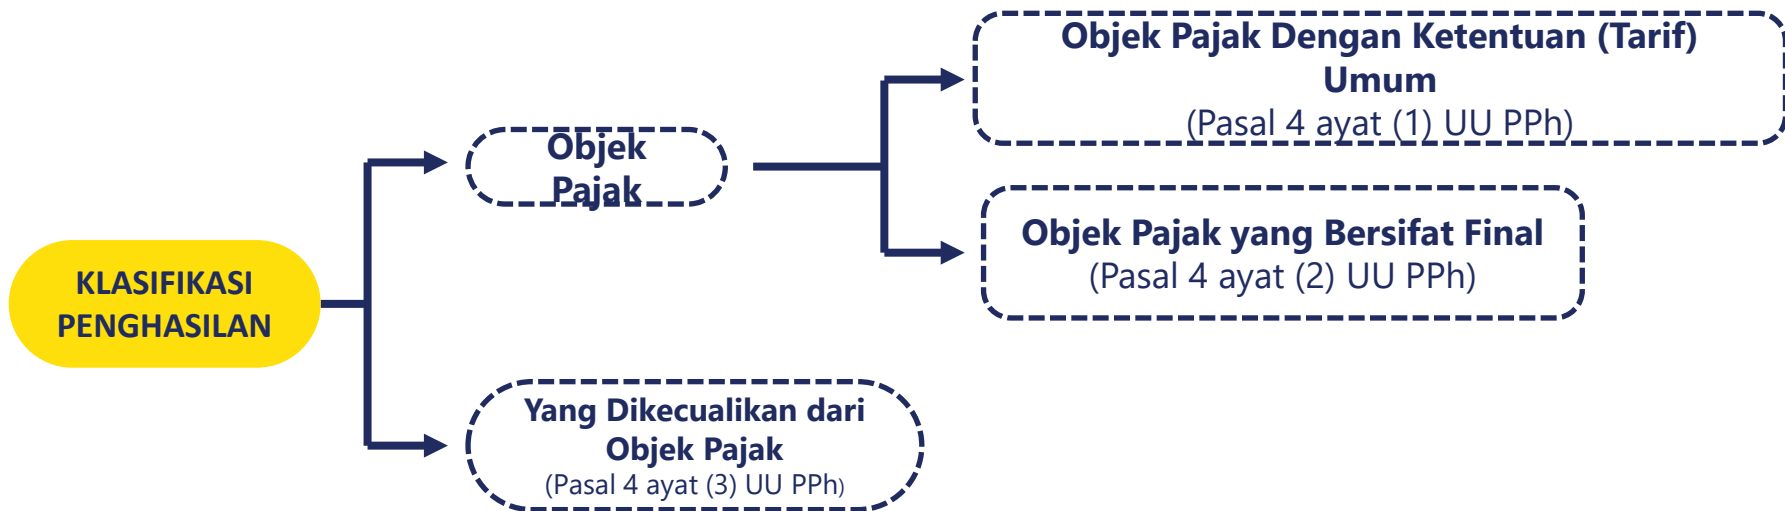 Objek Pajak Dengan Ketentuan (Tarif)
Umum
(Pasal 4 ayat (1) UU PPh)
Objek
Pajak
Objek Pajak yang Bersifat Final
(Pasal 4 ayat (2) UU PPh)
KLASIFIKASI
PENGHASILAN
Yang Dikecualikan dari
Objek Pajak
(Pasal 4 ayat (3) UU PPh)